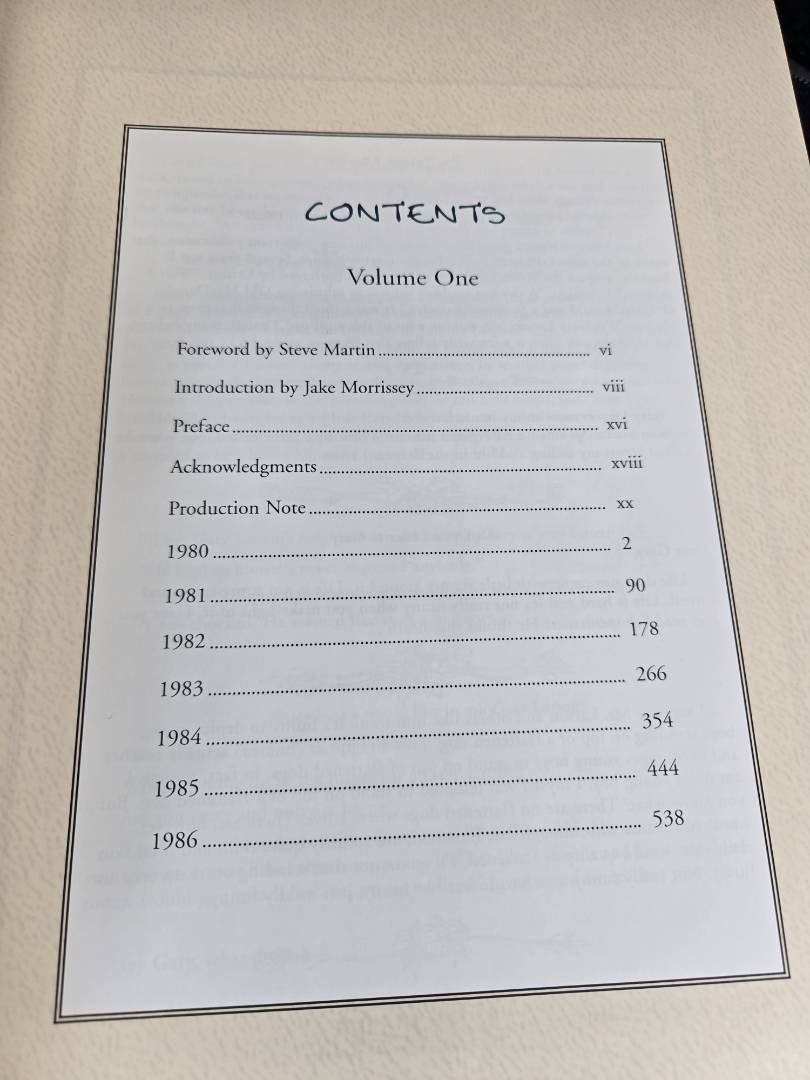 CONTENTS
Volume One
Foreword by Steve Martin ........................................ vi
Introduction by Jake Morrissey ........................................ viii
Preface ........................................ xvi
Acknowledgments ........................................ xviii
Production Note ........................................ xx
1980 ........................................ 2
1981 ........................................ 90
1982 ........................................ 178
1983 ........................................ 266
1984 ........................................ 354
1985 ........................................ 444
1986 ........................................ 538